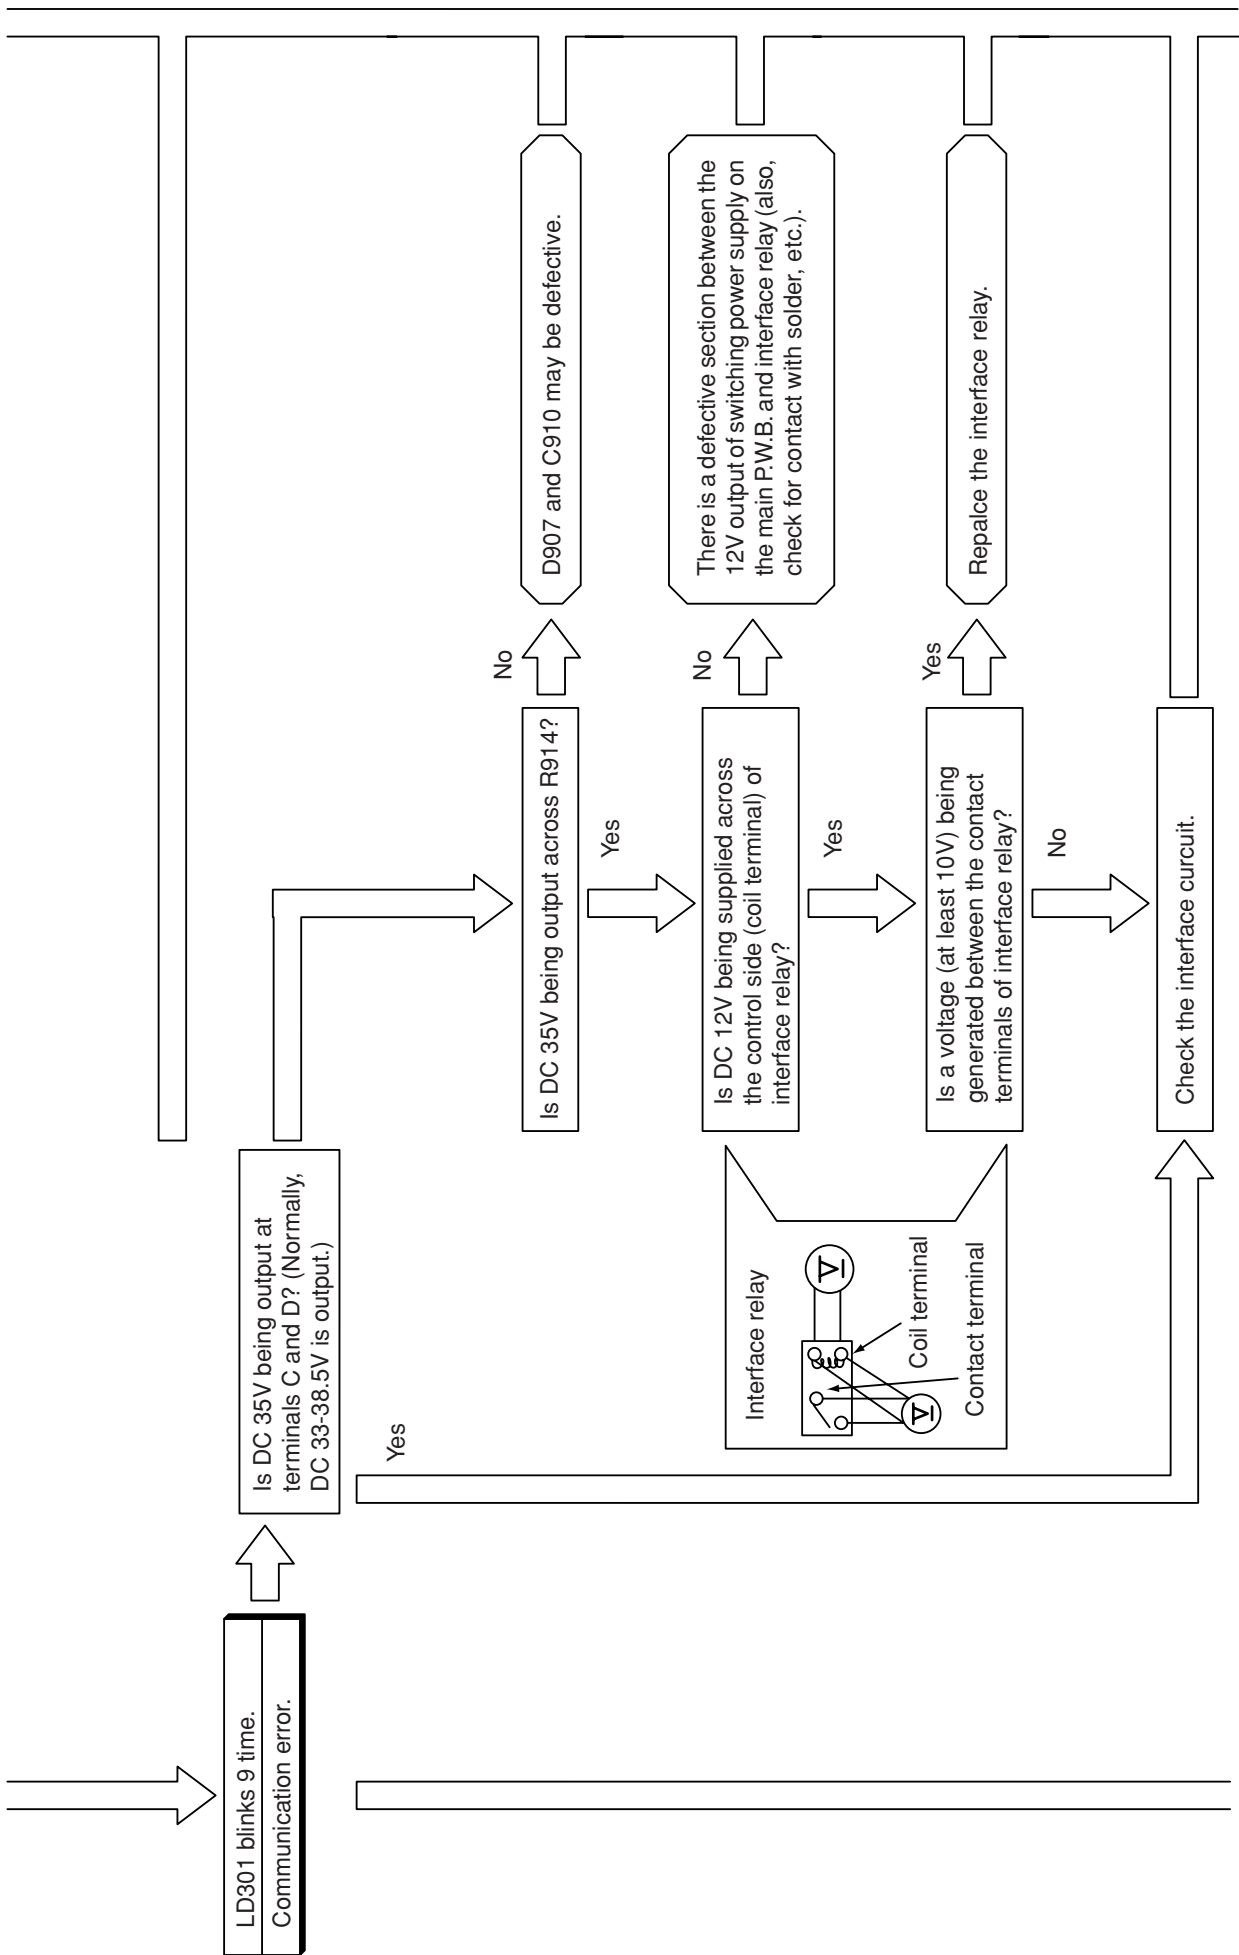 LD301 blinks 9 time.
Communication error.
Is DC 35V being output at
terminals C and D? (Normally,
DC 33-38.5V is output.)
Yes
Is DC 35V being output across R914?
No
D907 and C910 may be defective.
Yes
Is DC 12V being supplied across
the control side (coil terminal) of
interface relay?
No
There is a defective section between the
12V output of switching power supply on
the main P.W.B. and interface relay (also,
check for contact with solder, etc.).
Yes
Interface relay
V
V
Coil terminal
Contact terminal
Is a voltage (at least 10V) being
generated between the contact
terminals of interface relay?
Yes
Repalce the interface relay.
No
Check the interface circuit.